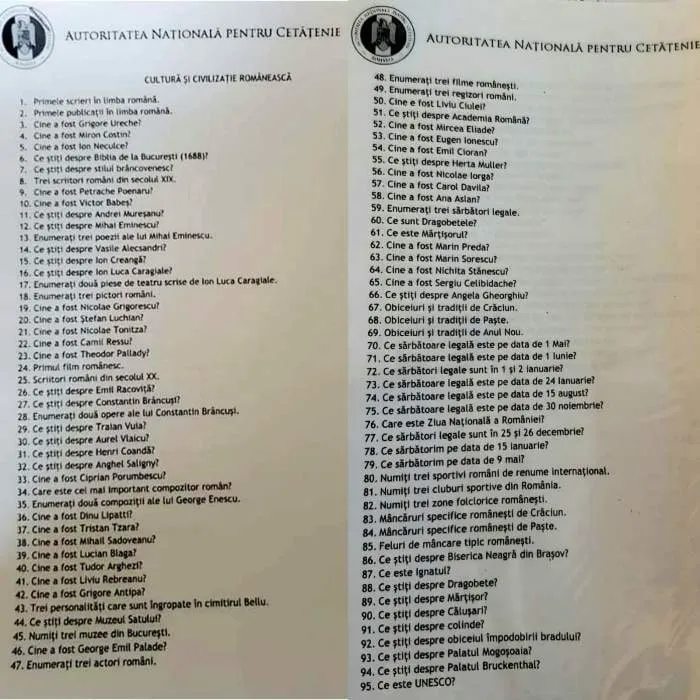 AUTORITATEA NAȚIONALĂ PENTRU CETĂȚENIE
CULTURĂ ȘI CIVILIZAȚIE ROMÂNEASCĂ
1. Primele scrieri în limba română.
2. Primele publicații în limba română.
3. Cine a fost Grigore Ureche?
4. Cine a fost Miron Costin?
5. Cine a fost Ion Neculce?
6. Ce știți despre Biblia de la București (1688)?
7. Ce știți despre stilul brâncovenesc?
8. Trei scriitori români din secolul XIX.
9. Cine a fost Petrache Poenaru?
10. Cine a fost Victor Babeș?
11. Ce știți despre Andrei Mureșanu?
12. Ce știți despre Mihai Eminescu?
13. Enumerați trei poezii ale lui Mihai Eminescu.
14. Ce știți despre Vasile Alecsandri?
15. Ce știți despre Ion Creangă?
16. Ce știți despre Ion Luca Caragiale?
17. Enumerați două piese de teatru scrise de Ion Luca Caragiale.
18. Enumerați trei pictori români.
19. Cine a fost Nicolae Grigorescu?
20. Cine a fost Ștefan Luchian?
21. Cine a fost Nicolae Tonitza?
22. Cine a fost Camil Ressu?
23. Cine a fost Theodor Pallady?
24. Primul film românesc.
25. Scriitori români din secolul XX.
26. Ce știți despre Emil Racoviță?
27. Ce știți despre Constantin Brâncuși?
28. Enumerați două opere ale lui Constantin Brâncuși.
29. Ce știți despre Traian Vuia?
30. Ce știți despre Aurel Vlaicu?
31. Ce știți despre Henri Coandă?
32. Ce știți despre Anghel Saligny?
33. Cine a fost Ciprian Porumbescu?
34. Care este cel mai important compozitor român?
35. Enumerați două compoziții ale lui George Enescu.
36. Cine a fost Dinu Lipatti?
37. Cine a fost Tristan Tzara?
38. Cine a fost Mihail Sadoveanu?
39. Cine a fost Lucian Blaga?
40. Cine a fost Tudor Arghezi?
41. Cine a fost Liviu Rebreanu?
42. Cine a fost Grigore Antipa?
43. Trei personalități care sunt îngropate în cimitirul Bellu.
44. Ce știți despre Muzeul Satului?
45. Numiți trei muzee din București.
46. Cine a fost George Emil Palade?
47. Enumerați trei actori români.
AUTORITATEA NAȚIONALĂ PENTRU CETĂȚENIE
48. Enumerați trei filme românești.
49. Enumerați trei regizori români.
50. Cine e fost Liviu Ciulei?
51. Ce știți despre Academia Română?
52. Cine a fost Mircea Eliade?
53. Cine a fost Eugen Ionescu?
54. Cine a fost Emil Cioran?
55. Ce știți despre Herta Muller?
56. Cine a fost Nicolae Iorga?
57. Cine a fost Carol Davila?
58. Cine a fost Ana Aslan?
59. Enumerați trei sărbători legale.
60. Ce sunt Dragobetele?
61. Ce este Mărțișorul?
62. Cine a fost Marin Preda?
63. Cine a fost Marin Sorescu?
64. Cine a fost Nichita Stănescu?
65. Cine a fost Sergiu Celibidache?
66. Ce știți despre Angela Gheorghiu?
67. Obiceiuri și tradiții de Crăciun.
68. Obiceiuri și tradiții de Paște.
69. Obiceiuri și tradiții de Anul Nou.
70. Ce sărbătoare legală este pe data de 1 Mai?
71. Ce sărbătoare legală este pe data de 1 Iunie?
72. Ce sărbători legale sunt în 1 și 2 ianuarie?
73. Ce sărbătoare legală este pe data de 24 ianuarie?
74. Ce sărbătoare legală este pe data de 15 august?
75. Ce sărbătoare legală este pe data de 30 noiembrie?
76. Care este Ziua Națională a României?
77. Ce sărbători legale sunt în 25 și 26 decembrie?
78. Ce sărbătorim pe data de 15 ianuarie?
79. Ce sărbătorim pe data de 9 mai?
80. Numiți trei sportivi români de renume internațional.
81. Numiți trei cluburi sportive din România.
82. Numiți trei zone folclorice românești.
83. Mâncăruri specifice românești de Crăciun.
84. Mâncăruri specifice românești de Paște.
85. Feluri de mâncare tipic românești.
86. Ce știți despre Biserica Neagră din Brașov?
87. Ce este Ignatul?
88. Ce știți despre Dragobete?
89. Ce știți despre Mărțișor?
90. Ce știți despre Călușari?
91. Ce știți despre colinde?
92. Ce știți despre obiceiul împodobirii bradului?
93. Ce știți despre Palatul Mogoșoaia?
94. Ce știți despre Palatul Bruckenthal?
95. Ce este UNESCO?